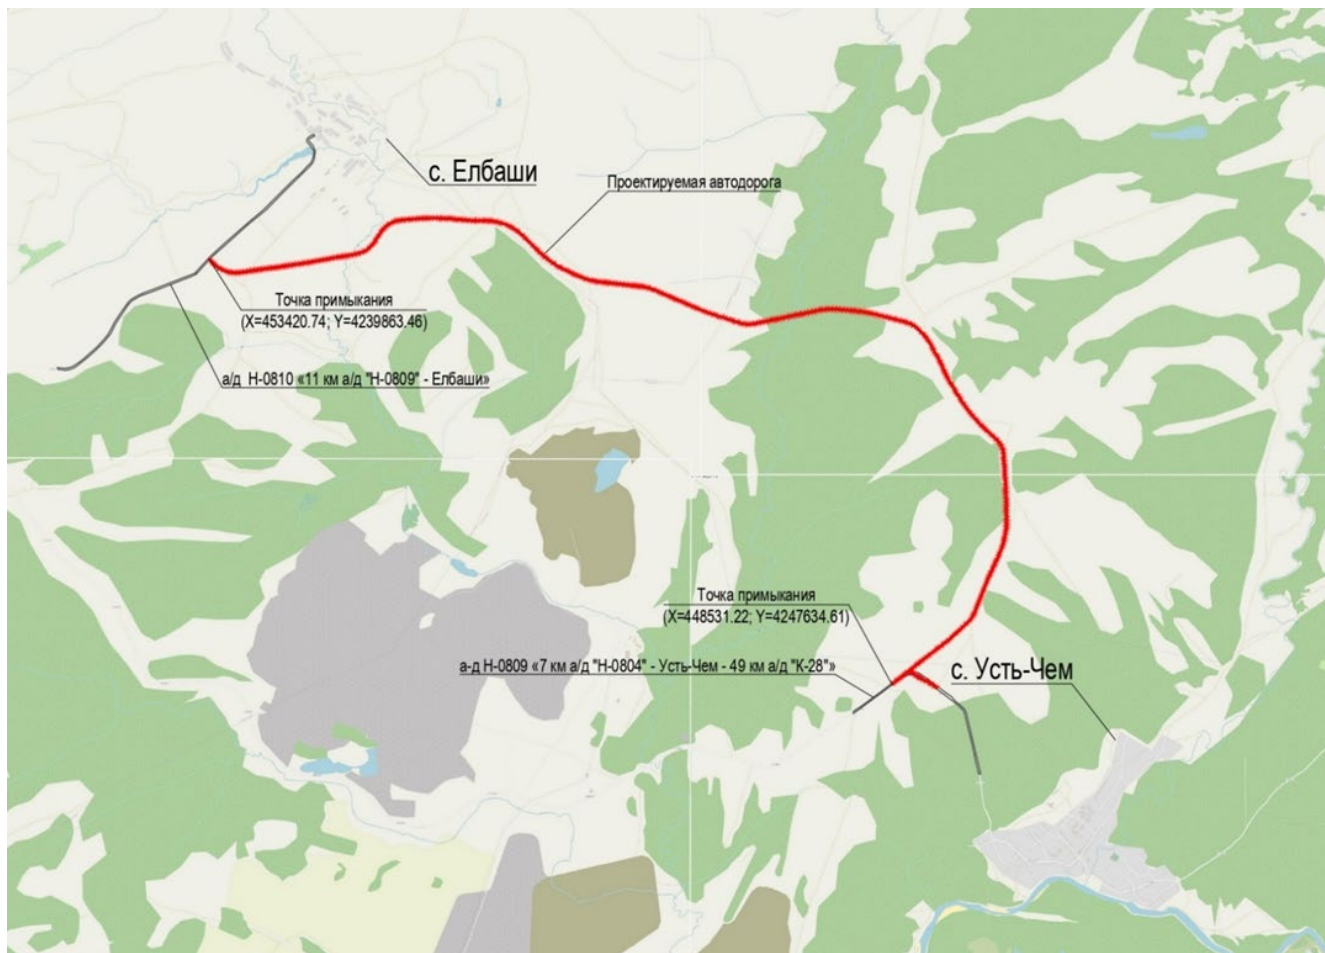 с. Елбаши
Проектируемая автодорога
Точка примыкания
(X=453420.74; Y=4239863.46)
а/д Н-0810 «11 км а/д "Н-0809" - Елбаши»
Точка примыкания
(X=448531.22; Y=4247634.61)
а-д Н-0809 «7 км а/д "Н-0804" - Усть-Чем - 49 км а/д "К-28"»
с. Усть-Чем